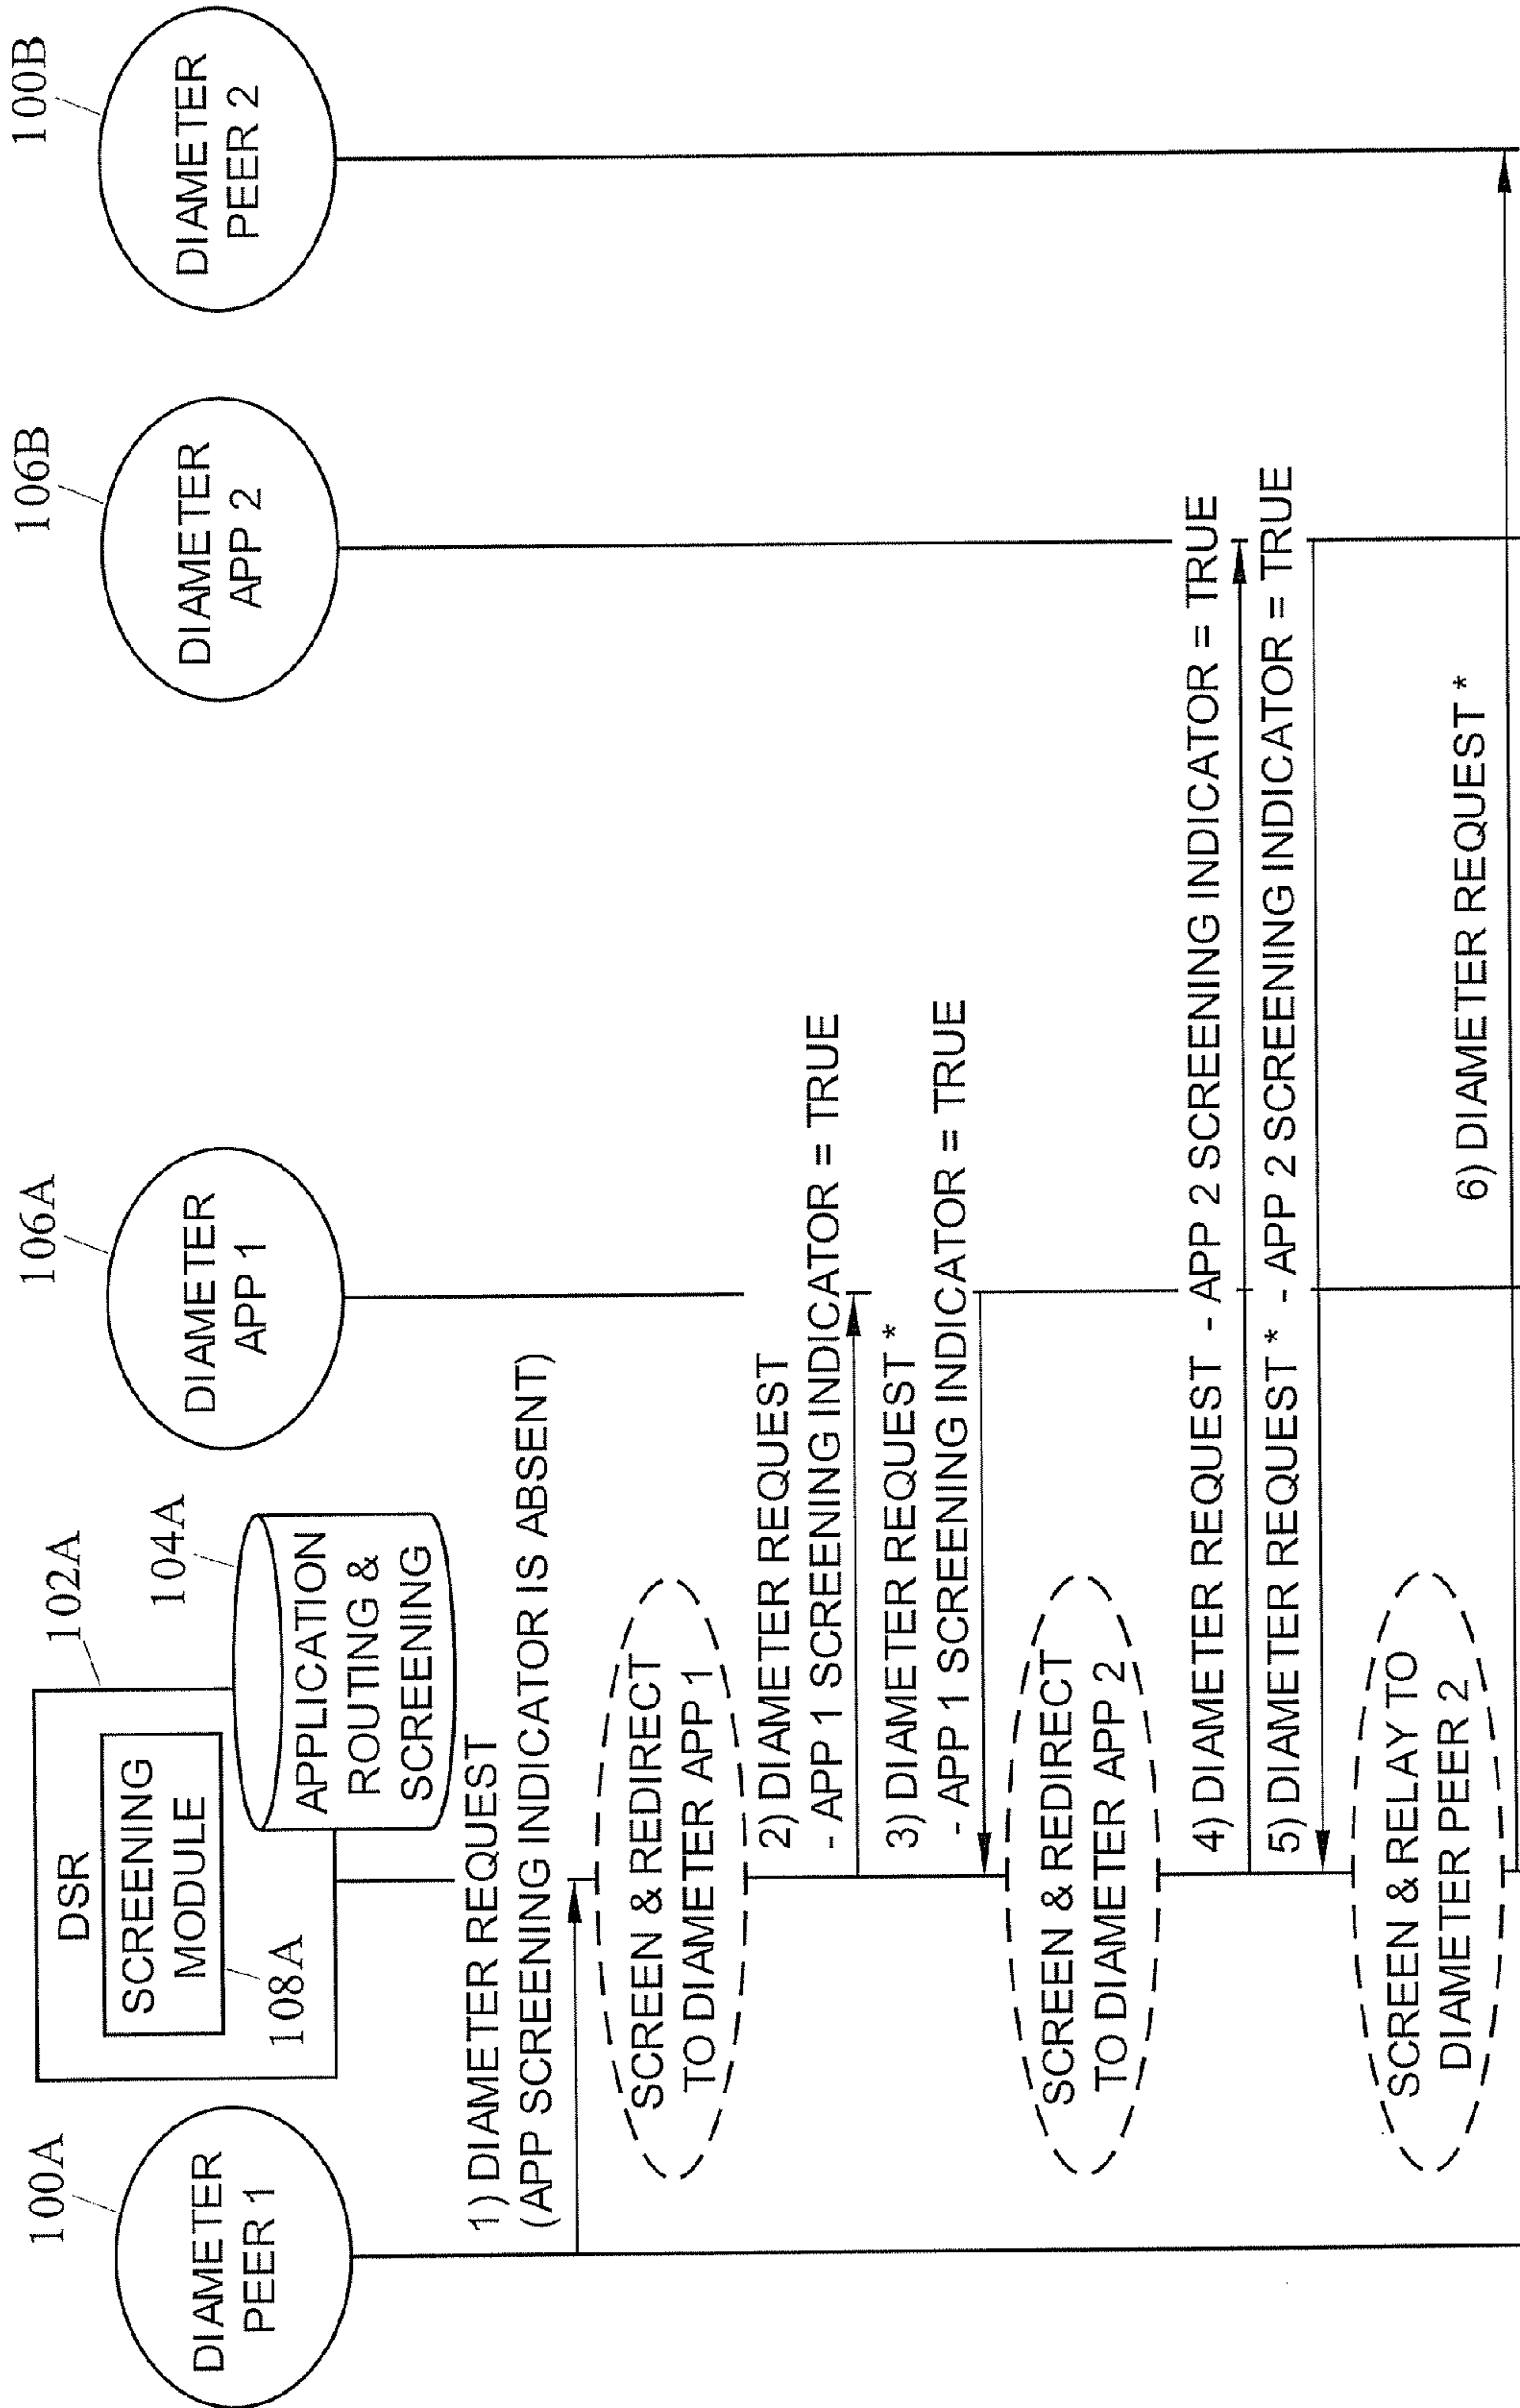 100A
DIAMETER
PEER 1
102A
DSR
SCREENING
MODULE
108A
104A
APPLICATION
ROUTING &
SCREENING
106A
DIAMETER
APP 1
106B
DIAMETER
APP 2
100B
DIAMETER
PEER 2
1) DIAMETER REQUEST
(APP SCREENING INDICATOR IS ABSENT)
SCREEN & REDIRECT
TO DIAMETER APP 1
2) DIAMETER REQUEST
- APP 1 SCREENING INDICATOR = TRUE
3) DIAMETER REQUEST *
- APP 1 SCREENING INDICATOR = TRUE
SCREEN & REDIRECT
TO DIAMETER APP 2
4) DIAMETER REQUEST - APP 2 SCREENING INDICATOR = TRUE
5) DIAMETER REQUEST * - APP 2 SCREENING INDICATOR = TRUE
SCREEN & RELAY TO
DIAMETER PEER 2
6) DIAMETER REQUEST *